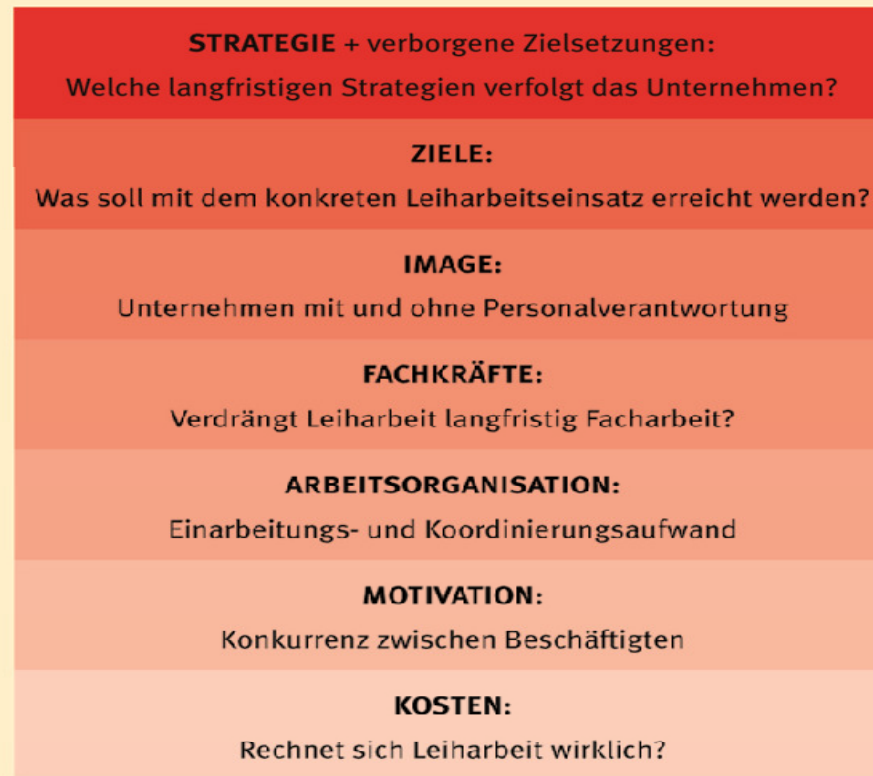 STRATEGIE + verborgene Zielsetzungen:
Welche langfristigen Strategien verfolgt das Unternehmen?
ZIELE:
Was soll mit dem konkreten Leiharbeitseinsatz erreicht werden?
IMAGE:
Unternehmen mit und ohne Personalverantwortung
FACHKRÄFTE:
Verdrängt Leiharbeit langfristig Facharbeit?
ARBEITSORGANISATION:
Einarbeitungs- und Koordinierungsaufwand
MOTIVATION:
Konkurrenz zwischen Beschäftigten
KOSTEN:
Rechnet sich Leiharbeit wirklich?